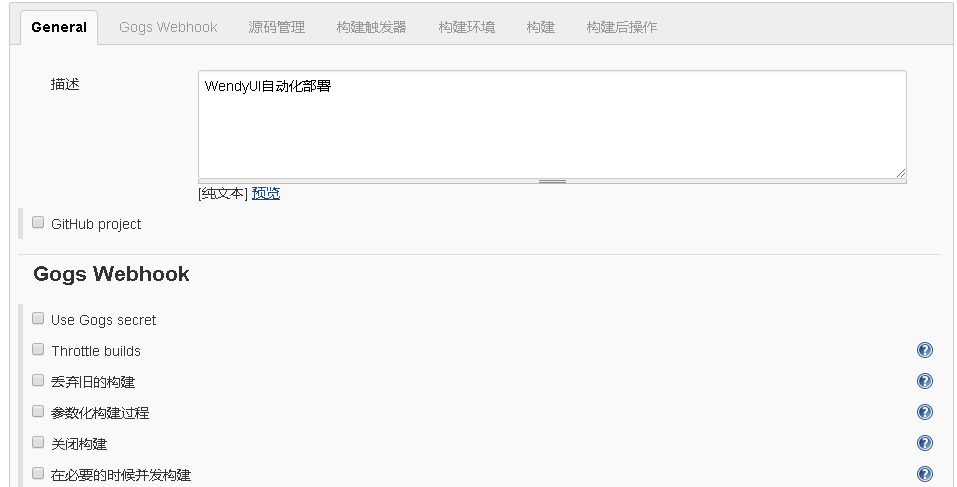 General Gogs Webhook 源码管理 构建触发器 构建环境 构建 构建后操作
描述 WendyUI自动化部署
[纯文本] 预览
GitHub project
Gogs Webhook
Use Gogs secret
Throttle builds
丢弃旧的构建
参数化构建过程
关闭构建
在必要的时候并发构建